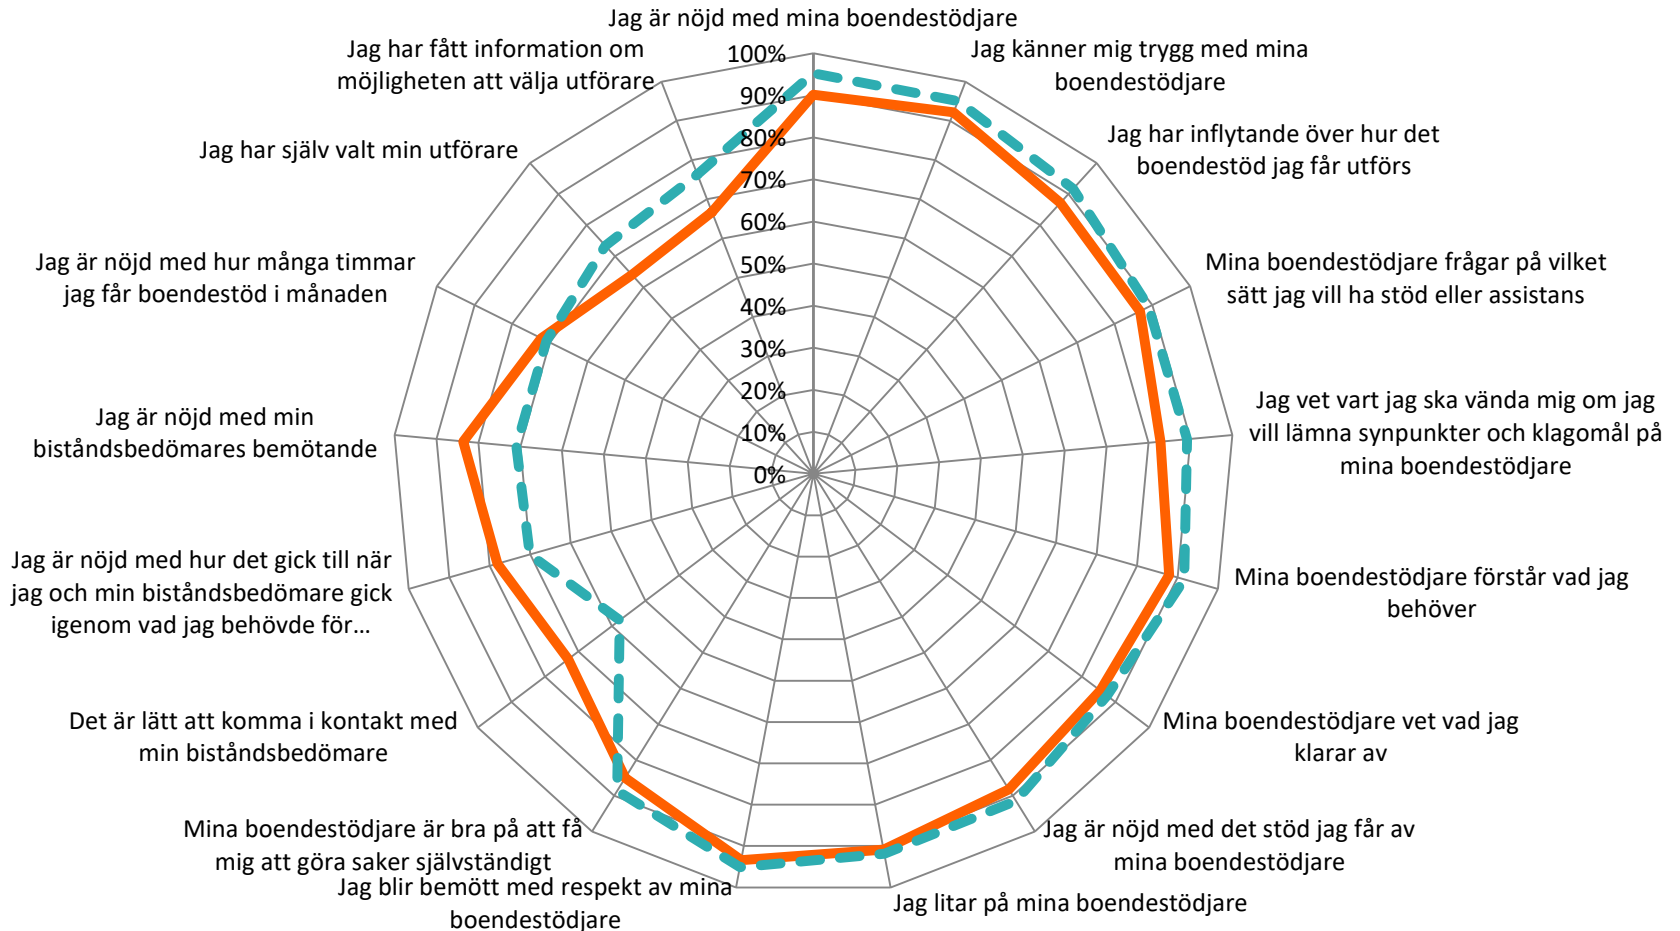 Jag är nöjd med mina boendestödjare
Jag känner mig trygg med mina
boendestödjare
Jag har inflytande över hur det
boendestöd jag får utförs
Mina boendestödjare frågar på vilket
sätt jag vill ha stöd eller assistans
Jag vet vart jag ska vända mig om jag
vill lämna synpunkter och klagomål på
mina boendestödjare
Mina boendestödjare förstår vad jag
behöver
Mina boendestödjare vet vad jag
klarar av
Jag är nöjd med det stöd jag får av
mina boendestödjare
Jag litar på mina boendestödjare
Jag blir bemött med respekt av mina
boendestödjare
Mina boendestödjare är bra på att få
mig att göra saker självständigt
Det är lätt att komma i kontakt med
min biståndsbedömare
Jag är nöjd med hur det gick till när
jag och min biståndsbedömare gick
igenom vad jag behövde för...
Jag är nöjd med min
biståndsbedömares bemötande
Jag är nöjd med hur många timmar
jag får boendestöd i månaden
Jag har själv valt min utförare
Jag har fått information om
möjligheten att välja utförare
100%
90%
80%
70%
60%
50%
40%
30%
20%
10%
0%